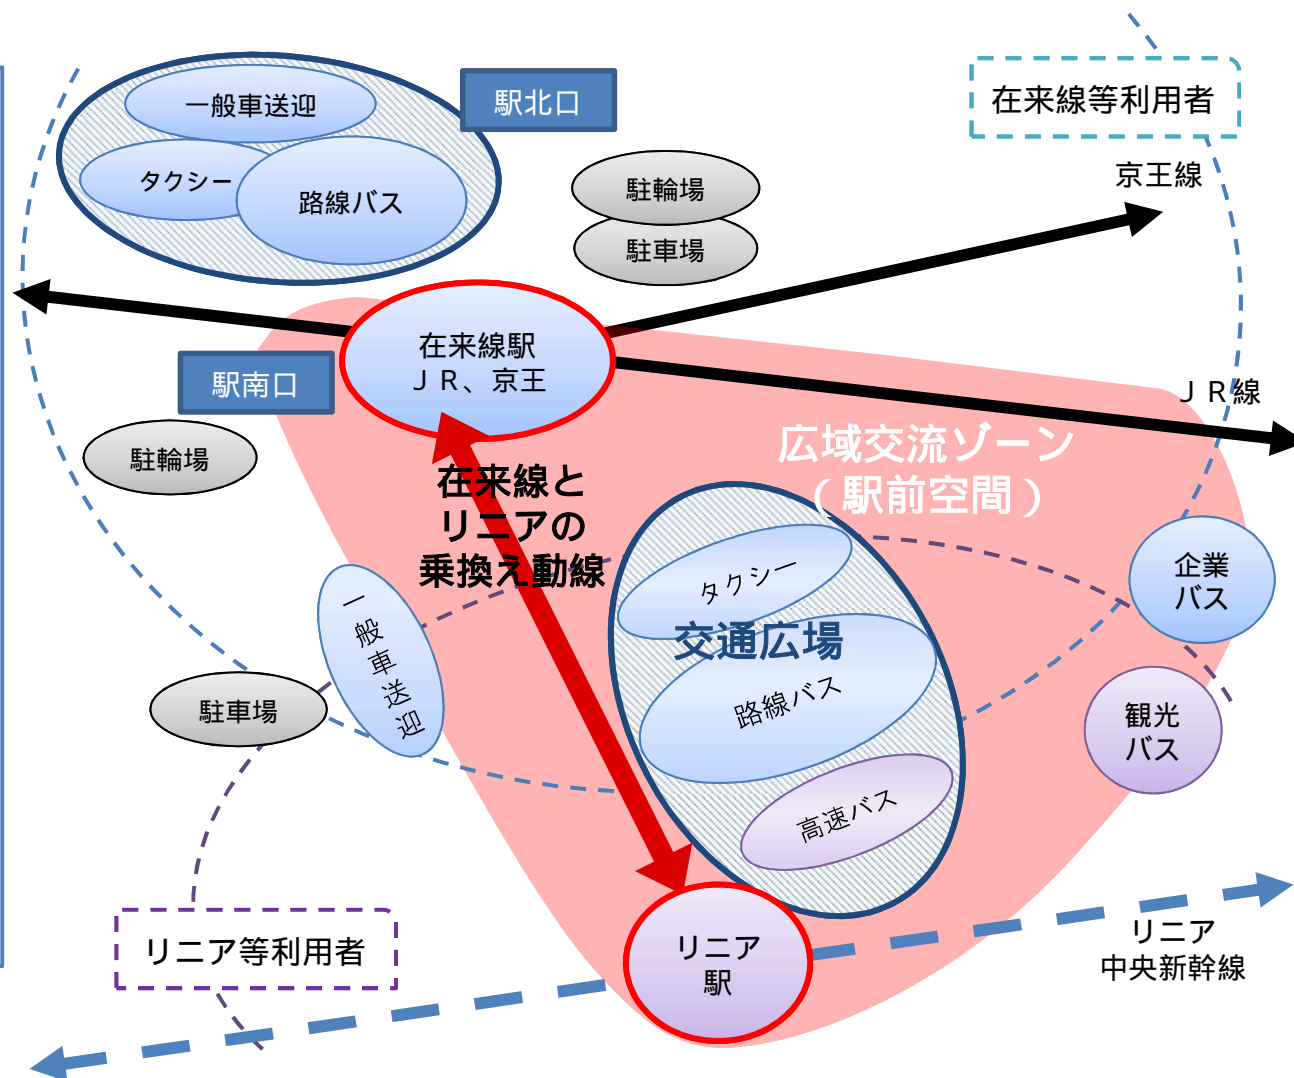 一般車送迎
駅北口
在来線等利用者
タクシー
路線バス
駐輪場
駐車場
京王線
在来線駅
ＪＲ、京王
駅南口
ＪＲ線
駐輪場
広域交流ゾーン
（駅前空間）
在来線と
リニアの
乗換え動線
タクシー
企業
バス
一般車送迎
交通広場
路線バス
駐車場
観光
バス
高速バス
リニア等利用者
リニア
駅
リニア
中央新幹線